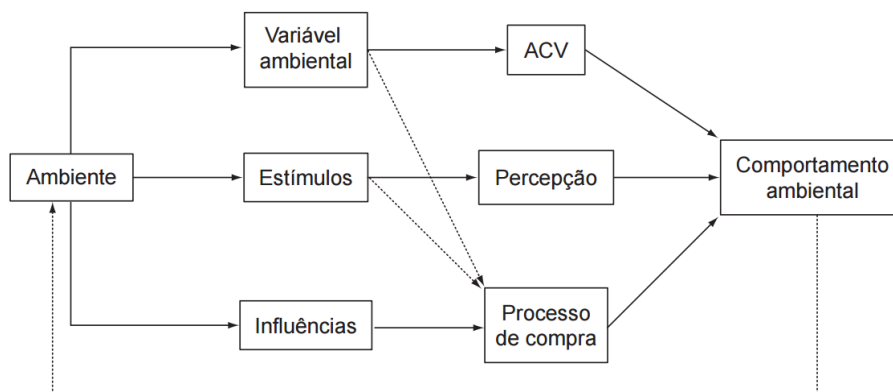 Variável
ambiental
ACV
Ambiente
Estímulos
Percepção
Comportamento
ambiental
Influências
Processo
de compra